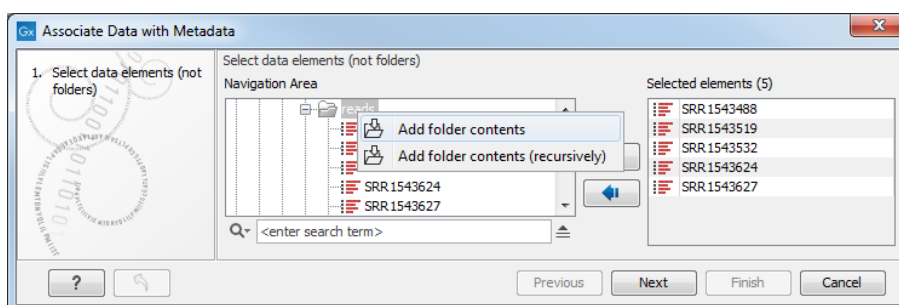 Gx Associate Data with Metadata
1. Select data elements (not
folders)
Select data elements (not folders)
Navigation Area
reads
Add folder contents
Add folder contents (recursively)
SRR1543624
SRR1543627
<enter search term>
Selected elements (5)
SRR1543488
SRR1543519
SRR1543532
SRR1543624
SRR1543627
?
Previous
Next
Finish
Cancel